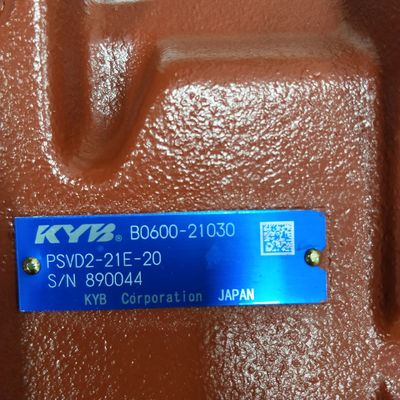 KYB® B0600-21030
PSVD2-21E-20
S/N 890044
KYB Corporation JAPAN